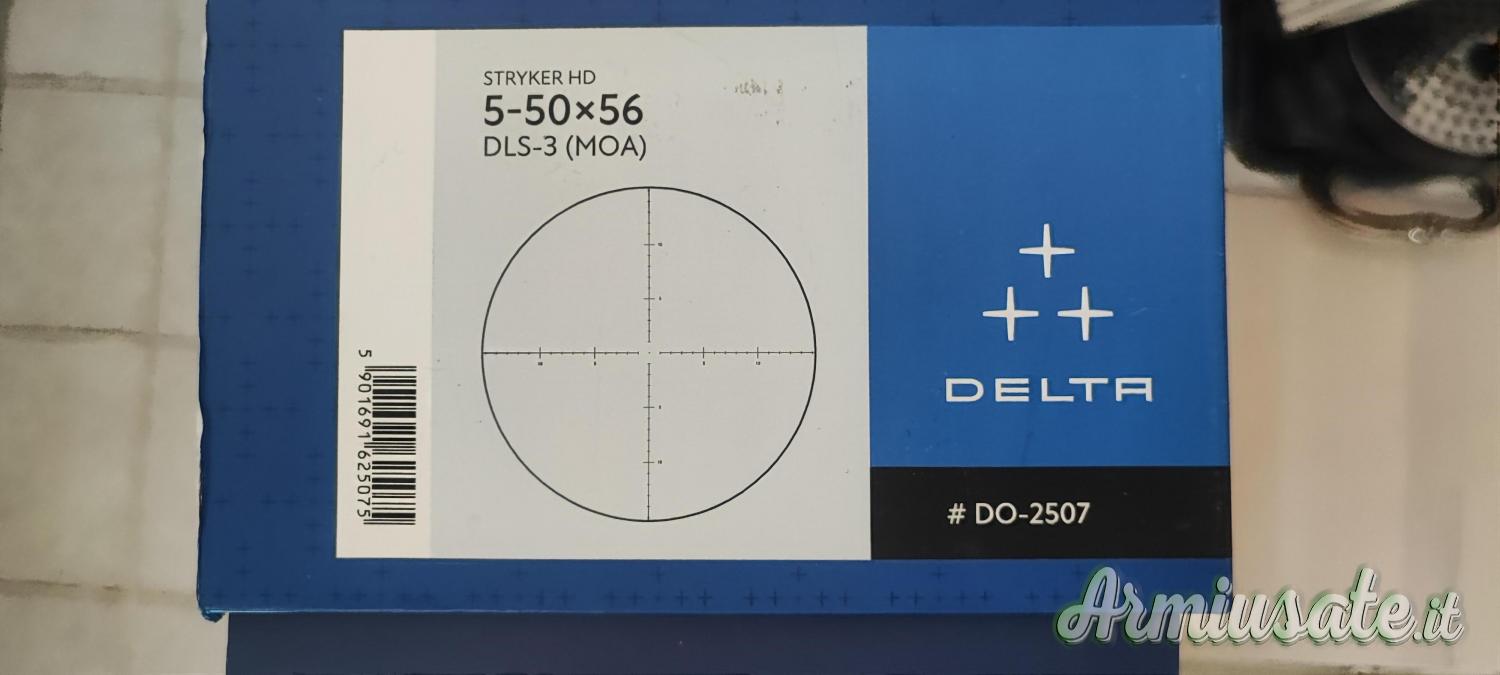 STRYKER HD
5-50×56
DLS-3 (MOA)
5 901691 625075
DELTA
# DO-2507
Armiusate.it